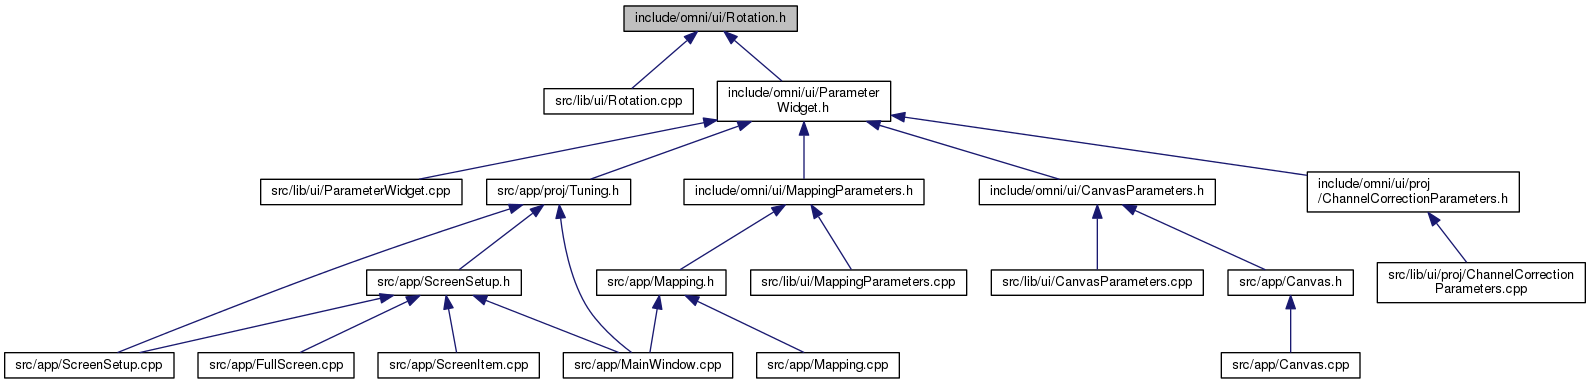 include/omni/ui/Rotation.h
src/lib/ui/Rotation.cpp
include/omni/ui/Parameter
Widget.h
src/lib/ui/ParameterWidget.cpp
src/app/proj/Tuning.h
include/omni/ui/MappingParameters.h
include/omni/ui/CanvasParameters.h
include/omni/ui/proj
/ChannelCorrectionParameters.h
src/app/ScreenSetup.h
src/app/Mapping.h
src/lib/ui/MappingParameters.cpp
src/lib/ui/CanvasParameters.cpp
src/app/Canvas.h
src/lib/ui/proj/ChannelCorrection
Parameters.cpp
src/app/ScreenSetup.cpp
src/app/FullScreen.cpp
src/app/ScreenItem.cpp
src/app/MainWindow.cpp
src/app/Mapping.cpp
src/app/Canvas.cpp